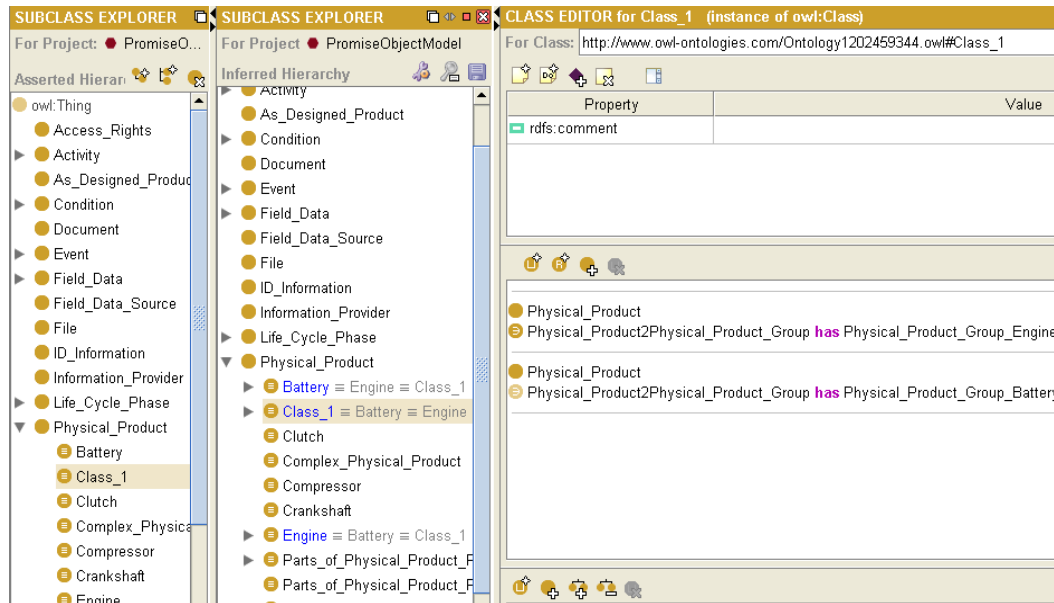 SUBCLASS EXPLORER
For Project: PromiseO...
Asserted Hierar
owl:Thing
Access_Rights
Activity
As_Designed_Produc
Condition
Document
Event
Field_Data
Field_Data_Source
File
ID_Information
Information_Provider
Life_Cycle_Phase
Physical_Product
Battery
Class_1
Clutch
Complex_Physica
Compressor
Crankshaft
Engine
SUBCLASS EXPLORER
For Project PromiseObjectModel
Inferred Hierarchy
Activity
As_Designed_Product
Condition
Document
Event
Field_Data
Field_Data_Source
File
ID_Information
Information_Provider
Life_Cycle_Phase
Physical_Product
Battery ≡ Engine ≡ Class_1
Class_1 ≡ Battery ≡ Engine
Clutch
Complex_Physical_Product
Compressor
Crankshaft
Engine ≡ Battery ≡ Class_1
Parts_of_Physical_Product_F
Parts_of_Physical_Product_F
CLASS EDITOR for Class_1 (instance of owl:Class)
For Class: http://www.owl-ontologies.com/Ontology1202459344.owl#Class_1
Property Value
rdfs:comment
Physical_Product
Physical_Product2Physical_Product_Group has Physical_Product_Group_Engine
Physical_Product
Physical_Product2Physical_Product_Group has Physical_Product_Group_Battery